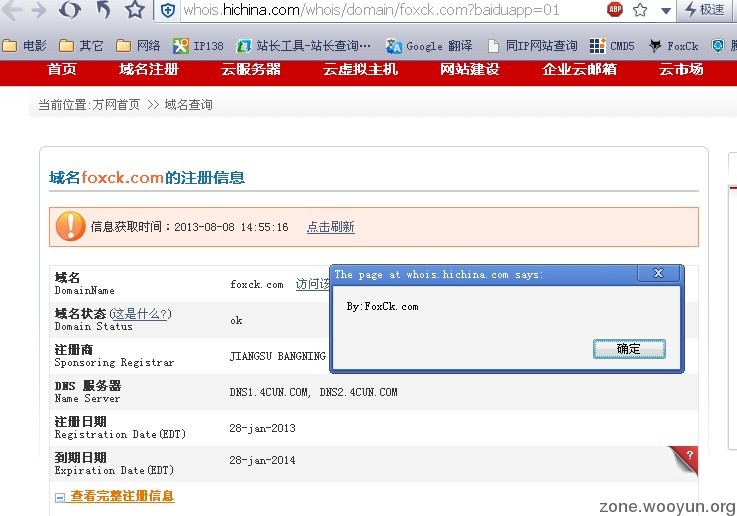 whois.hichina.com/whois/domain/foxck.com?baiduapp=01
ABP
极速
电影 其它 网络 IP138 站长工具-站长查询… Google 翻译 同IP网站查询 CMD5 FoxCk
首页 域名注册 云服务器 云虚拟主机 网站建设 企业云邮箱 云市场
当前位置:万网首页 >> 域名查询
域名foxck.com的注册信息
信息获取时间：2013-08-08 14:55:16 点击刷新
域名
DomainName
foxck.com 访问该
The page at whois.hichina.com says:
By:FoxCk.com
确定
域名状态(这是什么?)
Domain Status
ok
注册商
Sponsoring Registrar
JIANGSU BANGNING
DNS 服务器
Name Server
DNS1.4CUN.COM, DNS2.4CUN.COM
注册日期
Registration Date(EDT)
28-jan-2013
到期日期
Expiration Date(EDT)
28-jan-2014
?
查看完整注册信息
zone.wooyun.org